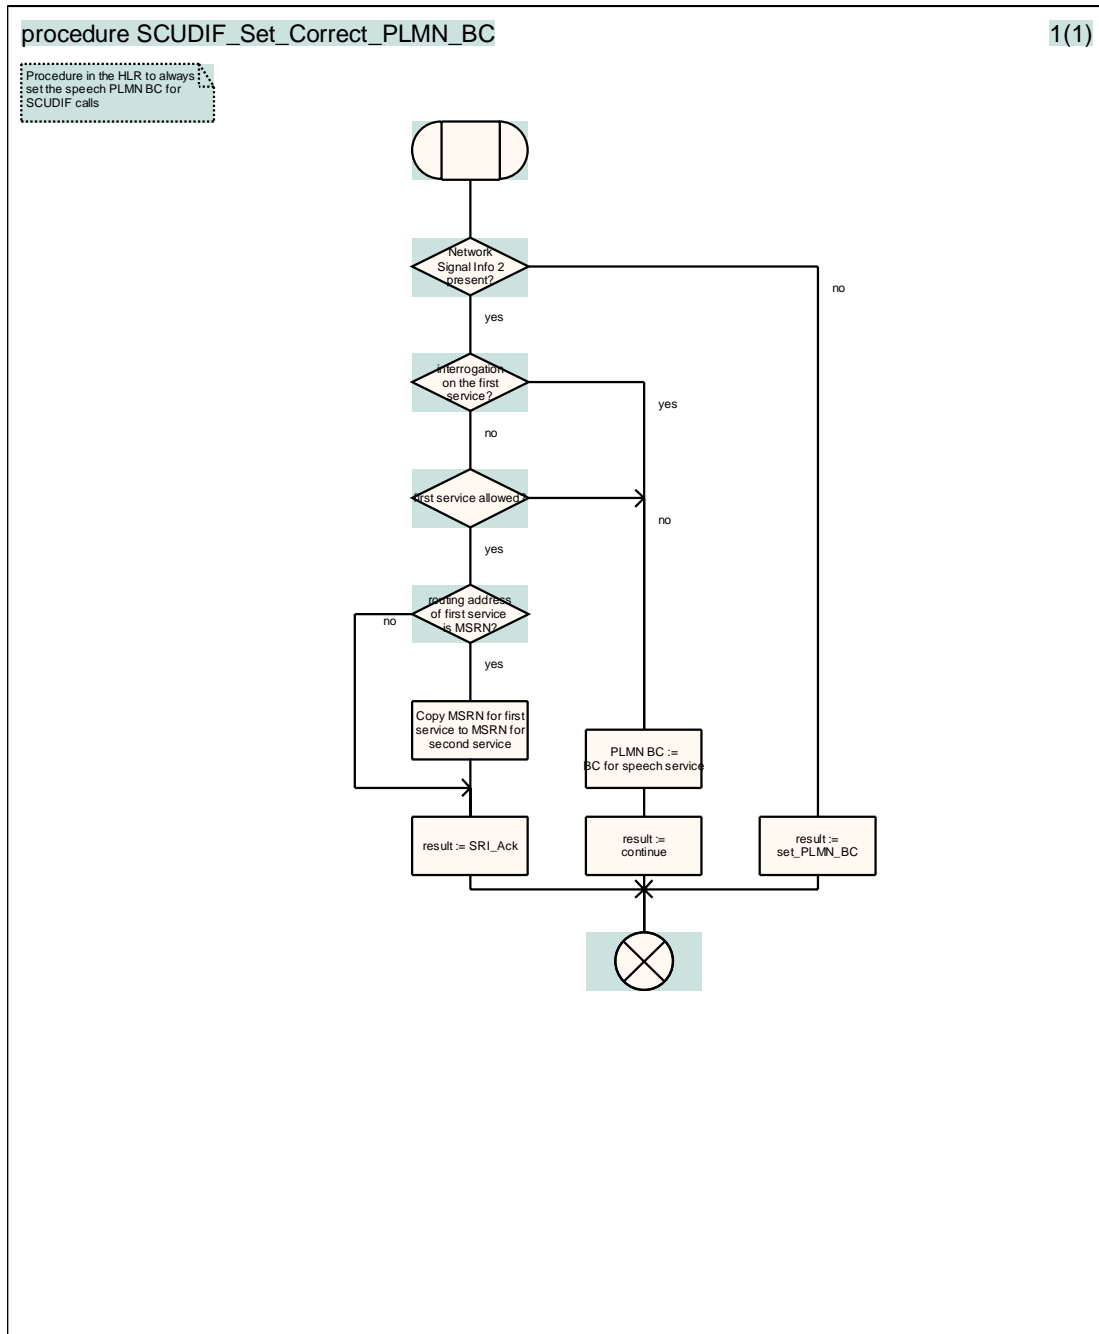 procedure SCUDIF_Set_Correct_PLMN_BC
1(1)
Procedure in the HLR to always
set the speech PLMN BC for
SCUDIF calls
Network
Signal Info 2
present?
no
yes
interrogation
on the first
service?
yes
no
first service allowed?
no
yes
routing address
of first service
is MSRN?
no
yes
Copy MSRN for first
service to MSRN for
second service
PLMN BC :=
BC for speech service
result := SRI_Ack
result :=
continue
result :=
set_PLMN_BC